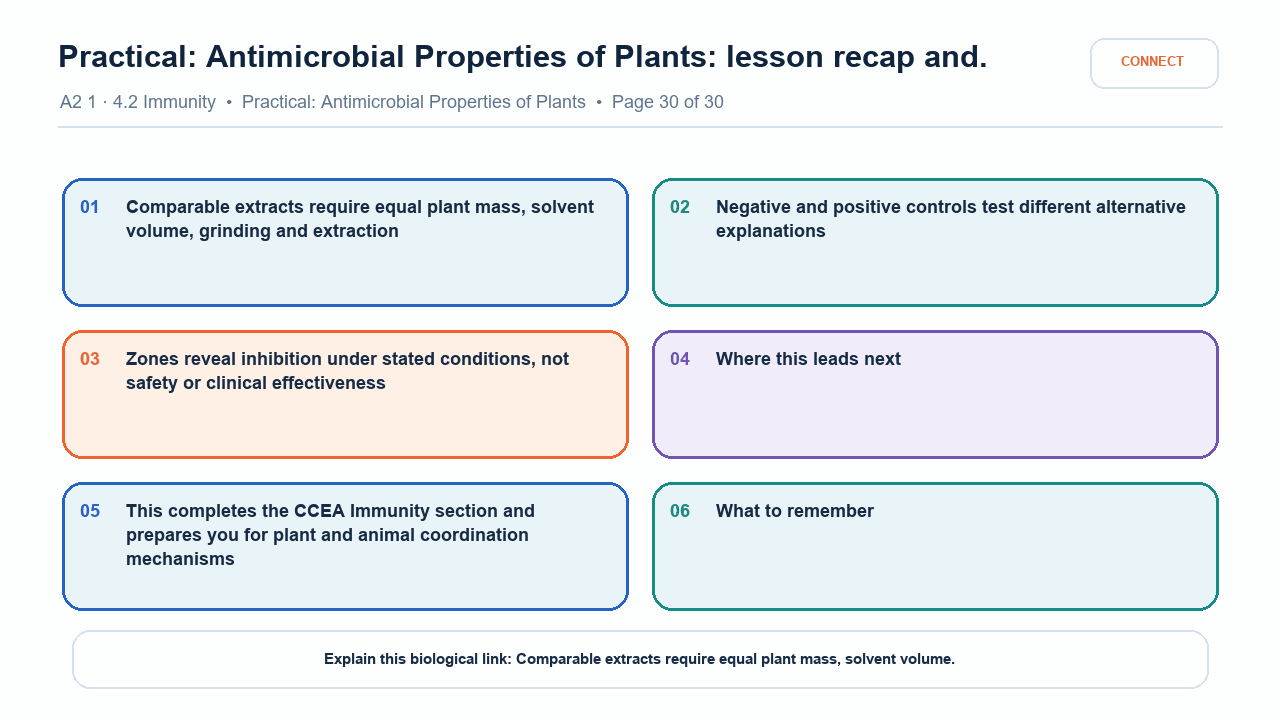 Practical: Antimicrobial Properties of Plants: lesson recap and.
CONNECT
A2 1 · 4.2 Immunity • Practical: Antimicrobial Properties of Plants • Page 30 of 30
01 Comparable extracts require equal plant mass, solvent
volume, grinding and extraction
02 Negative and positive controls test different alternative
explanations
03 Zones reveal inhibition under stated conditions, not
safety or clinical effectiveness
04 Where this leads next
05 This completes the CCEA Immunity section and
prepares you for plant and animal coordination
mechanisms
06 What to remember
Explain this biological link: Comparable extracts require equal plant mass, solvent volume.